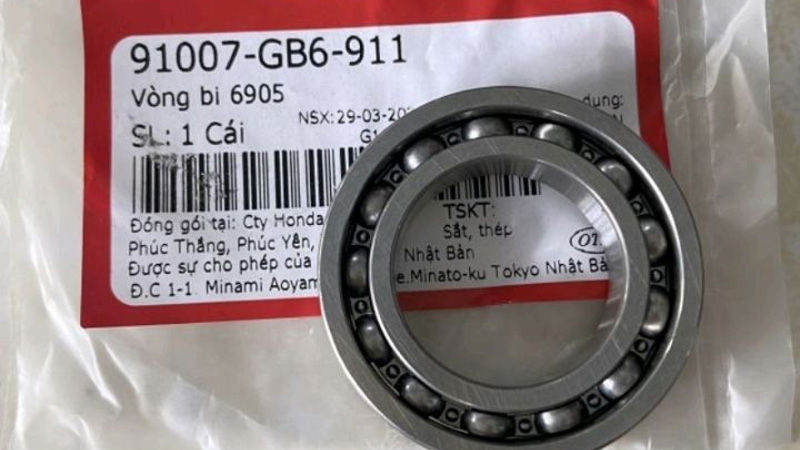 91007-GB6-911
Vòng bi 6905
NSX: 29-03-20
dụng:
SL: 1 Cái
G1
N
Đóng gói tại: Cty Honda
TSKT:
Phúc Thắng, Phúc Yên,
Sắt, thép
Được sự cho phép của
Nhật Bản
Đ.C 1-1 Minami Aoyam
e.Minato-ku Tokyo Nhật Bả